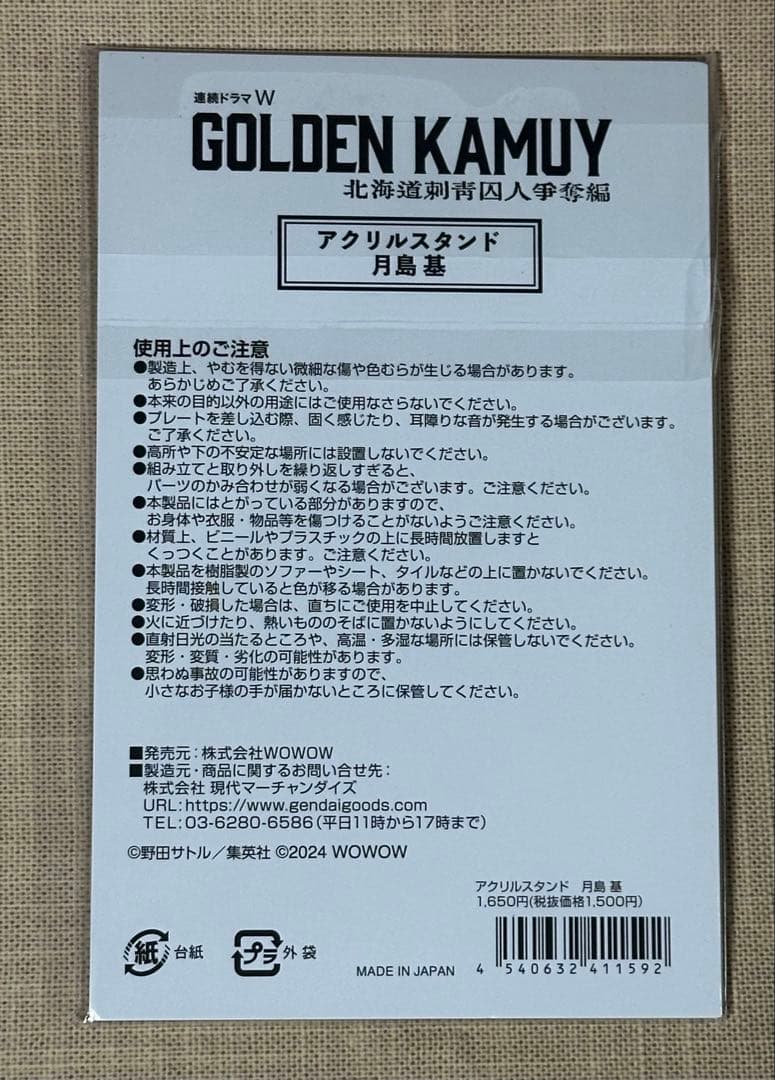 連続ドラマW
GOLDEN KAMUY
北海道刺青囚人争奪編
アクリルスタンド
月島 基
使用上のご注意
●製造上、やむを得ない微細な傷や色むらが生じる場合があります。
あらかじめご了承ください。
●本来の目的以外の用途にはご使用なさらないでください。
●プレートを差し込む際、固く感じたり、耳障りな音が発生する場合がございます。
ご了承ください。
●高所や下の不安定な場所には設置しないでください。
●組み立てと取り外しを繰り返しすぎると、
パーツのかみ合わせが弱くなる場合がございます。ご注意ください。
●本製品にはとがっている部分がありますので、
お身体や衣服・物品等を傷つけることがないようご注意ください。
●材質上、ビニールやプラスチックの上に長時間放置しますと
くっつくことがあります。ご注意ください。
●本製品を樹脂製のソファーやシート、タイルなどの上に置かないでください。
長時間接触していると色が移る場合があります。
●変形・破損した場合は、直ちにご使用を中止してください。
●火に近づけたり、熱いもののそばに置かないようにしてください。
●直射日光の当たるところや、高温・多湿な場所には保管しないでください。
変形・変質・劣化の可能性があります。
●思わぬ事故の可能性がありますので、
小さなお子様の手が届かないところに保管してください。
■発売元：株式会社WOWOW
■製造元・商品に関するお問い合せ先：
株式会社 現代マーチャンダイズ
URL：https://www.gendaigoods.com
TEL：03-6280-6586（平日11時から17時まで）
©野田サトル／集英社 ©2024 WOWOW
アクリルスタンド 月島 基
1,650円(税抜価格1,500円)
紙 台紙
プラ 外袋
MADE IN JAPAN
4 540632 411592